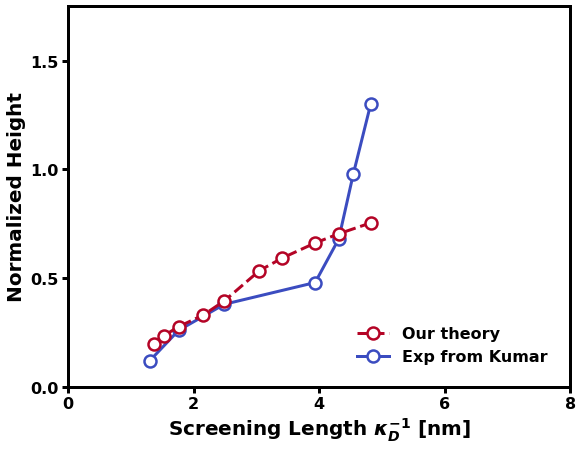 1.5
1.0
0.5
0.0
0
2
4
6
8
Normalized Height
Our theory
Exp from Kumar
Screening Length κ_D^{-1} [nm]